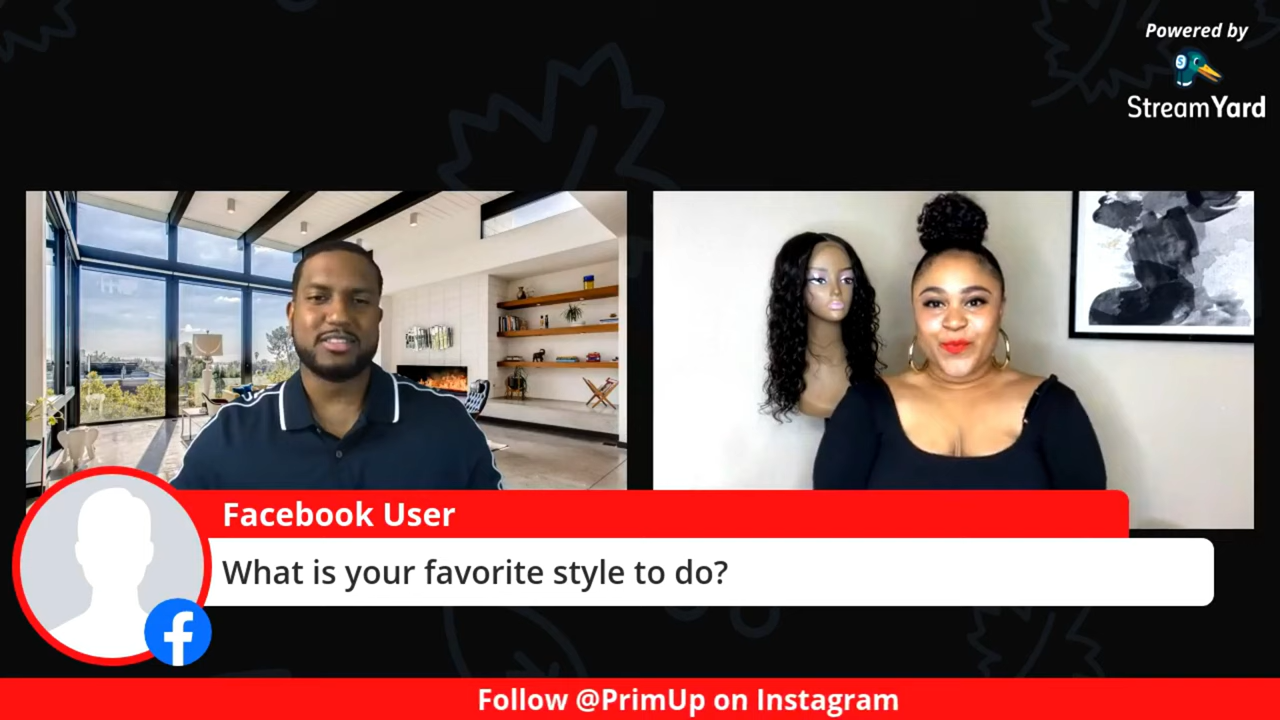 Powered by
StreamYard
Facebook User
What is your favorite style to do?
Follow @PrimUp on Instagram